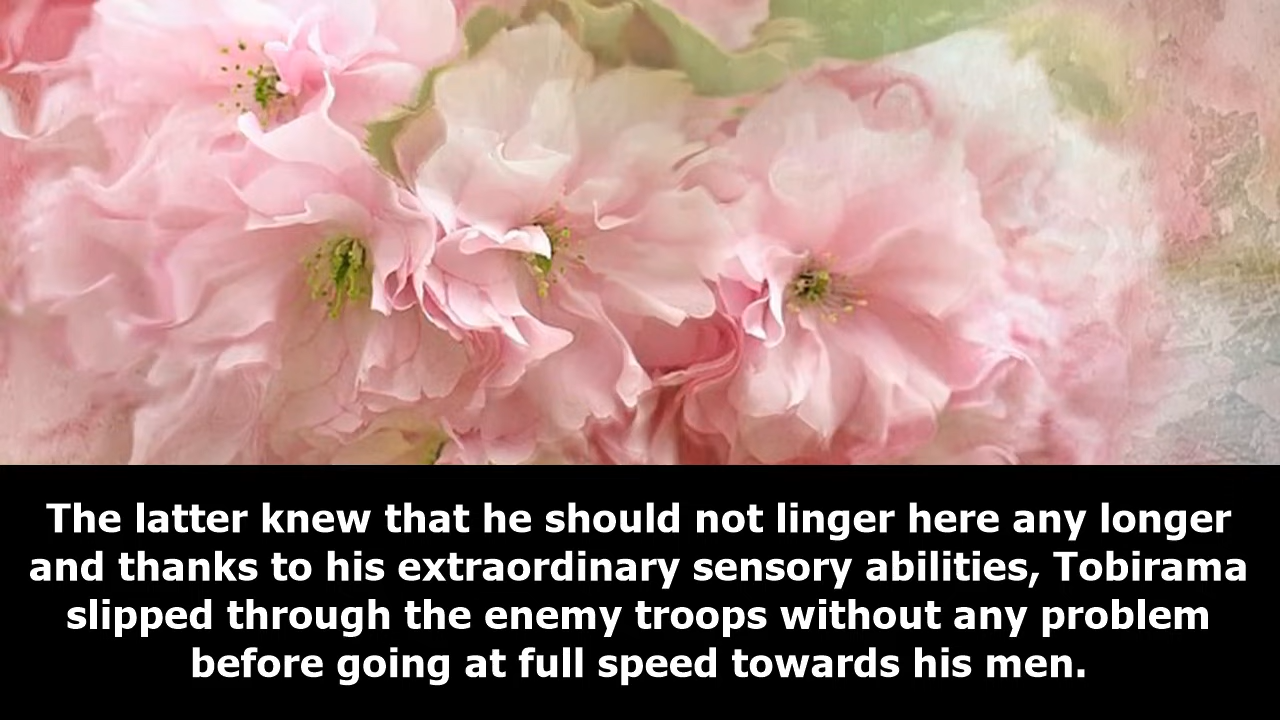 The latter knew that he should not linger here any longer
and thanks to his extraordinary sensory abilities, Tobirama
slipped through the enemy troops without any problem
before going at full speed towards his men.